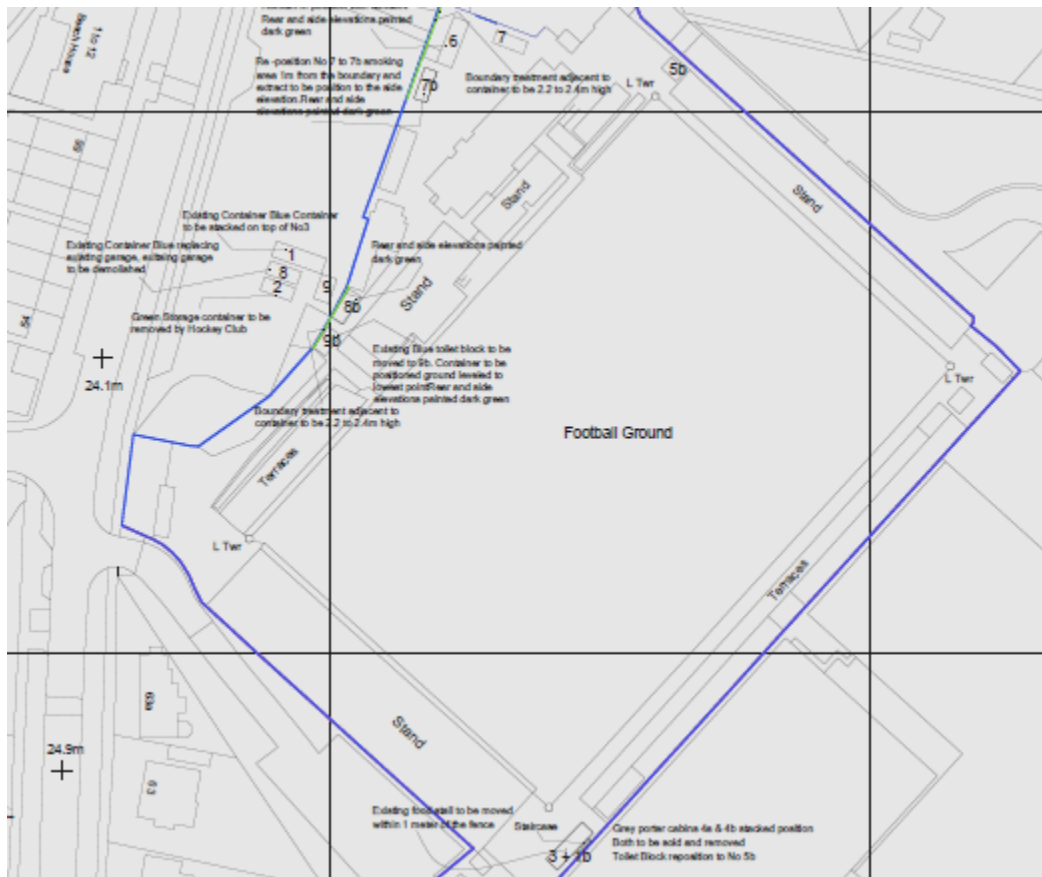 Rear and side elevations painted
dark green
1 to 12
Beach House
.6
7
Re -position No 7 to 7b smoking
area 1m from the boundary and
extract to be position to the side
elevation.Rear and side
elevations painted dark green
7b
Boundary treatment adjacent to
container to be 2.2 to 2.4m high
5b
L Twr
Stand
Stand
Existing Container Blue Container
to be stacked on top of No3
Existing Container Blue replacing
existing garage, exitsing garage
to be demolished
1
8
2
9
Rear and side elevations painted
dark green
Stand
8b
9b
Green Storage container to be
removed by Hockey Club
54
24.1m
Existing Blue toilet block to be
moved to 9b. Container to be
positioned ground leveled to
lowest pointRear and side
elevations painted dark green
L Twr
Boundary treatment adjacent to
container to be 2.2 to 2.4m high
Football Ground
Terraces
L Twr
Terraces
63a
Stand
24.9m
63
Existing food stall to be moved
within 1 meter of the fence
Staircase
3 + 1b
Grey porter cabins 4a & 4b stacked position
Both to be sold and removed
Toilet Block reposition to No 5b